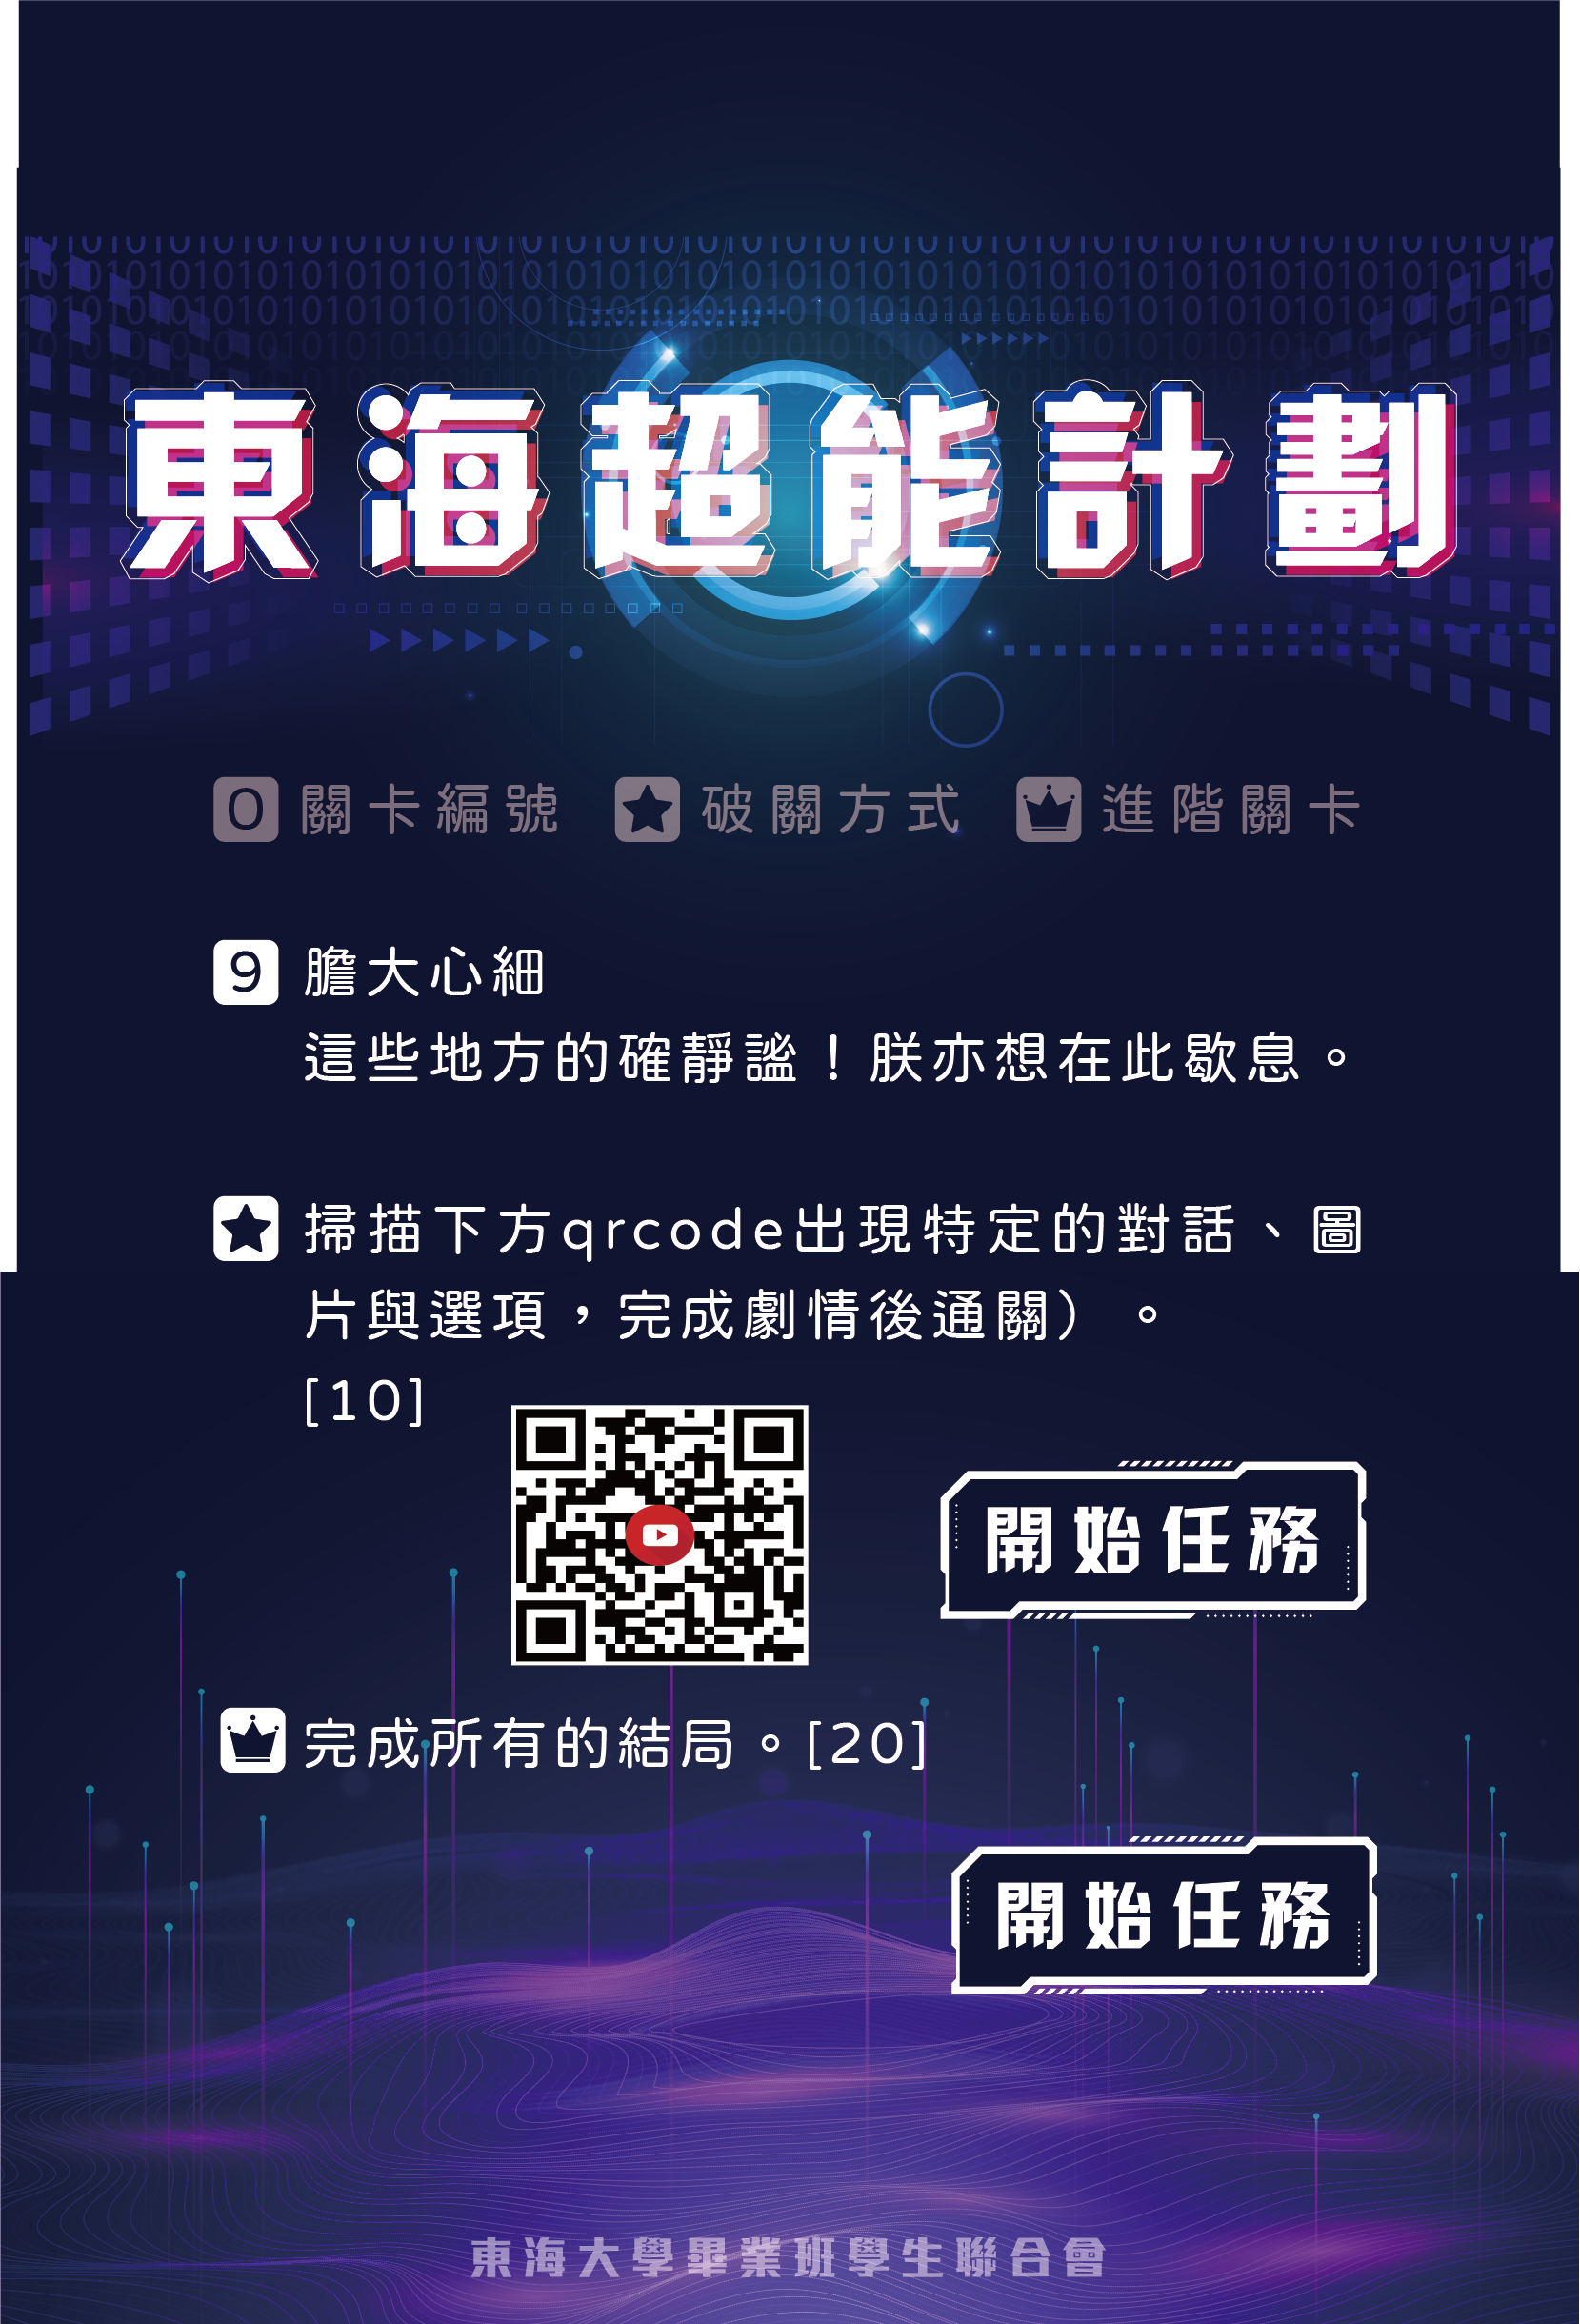 東海超能計劃
0 關卡編號 破關方式 進階關卡
9 膽大心細
這些地方的確靜謐！朕亦想在此歇息。
掃描下方qrcode出現特定的對話、圖
片與選項，完成劇情後通關）。
[10]
開始任務
完成所有的結局。[20]
開始任務
東海大學畢業班學生聯合會